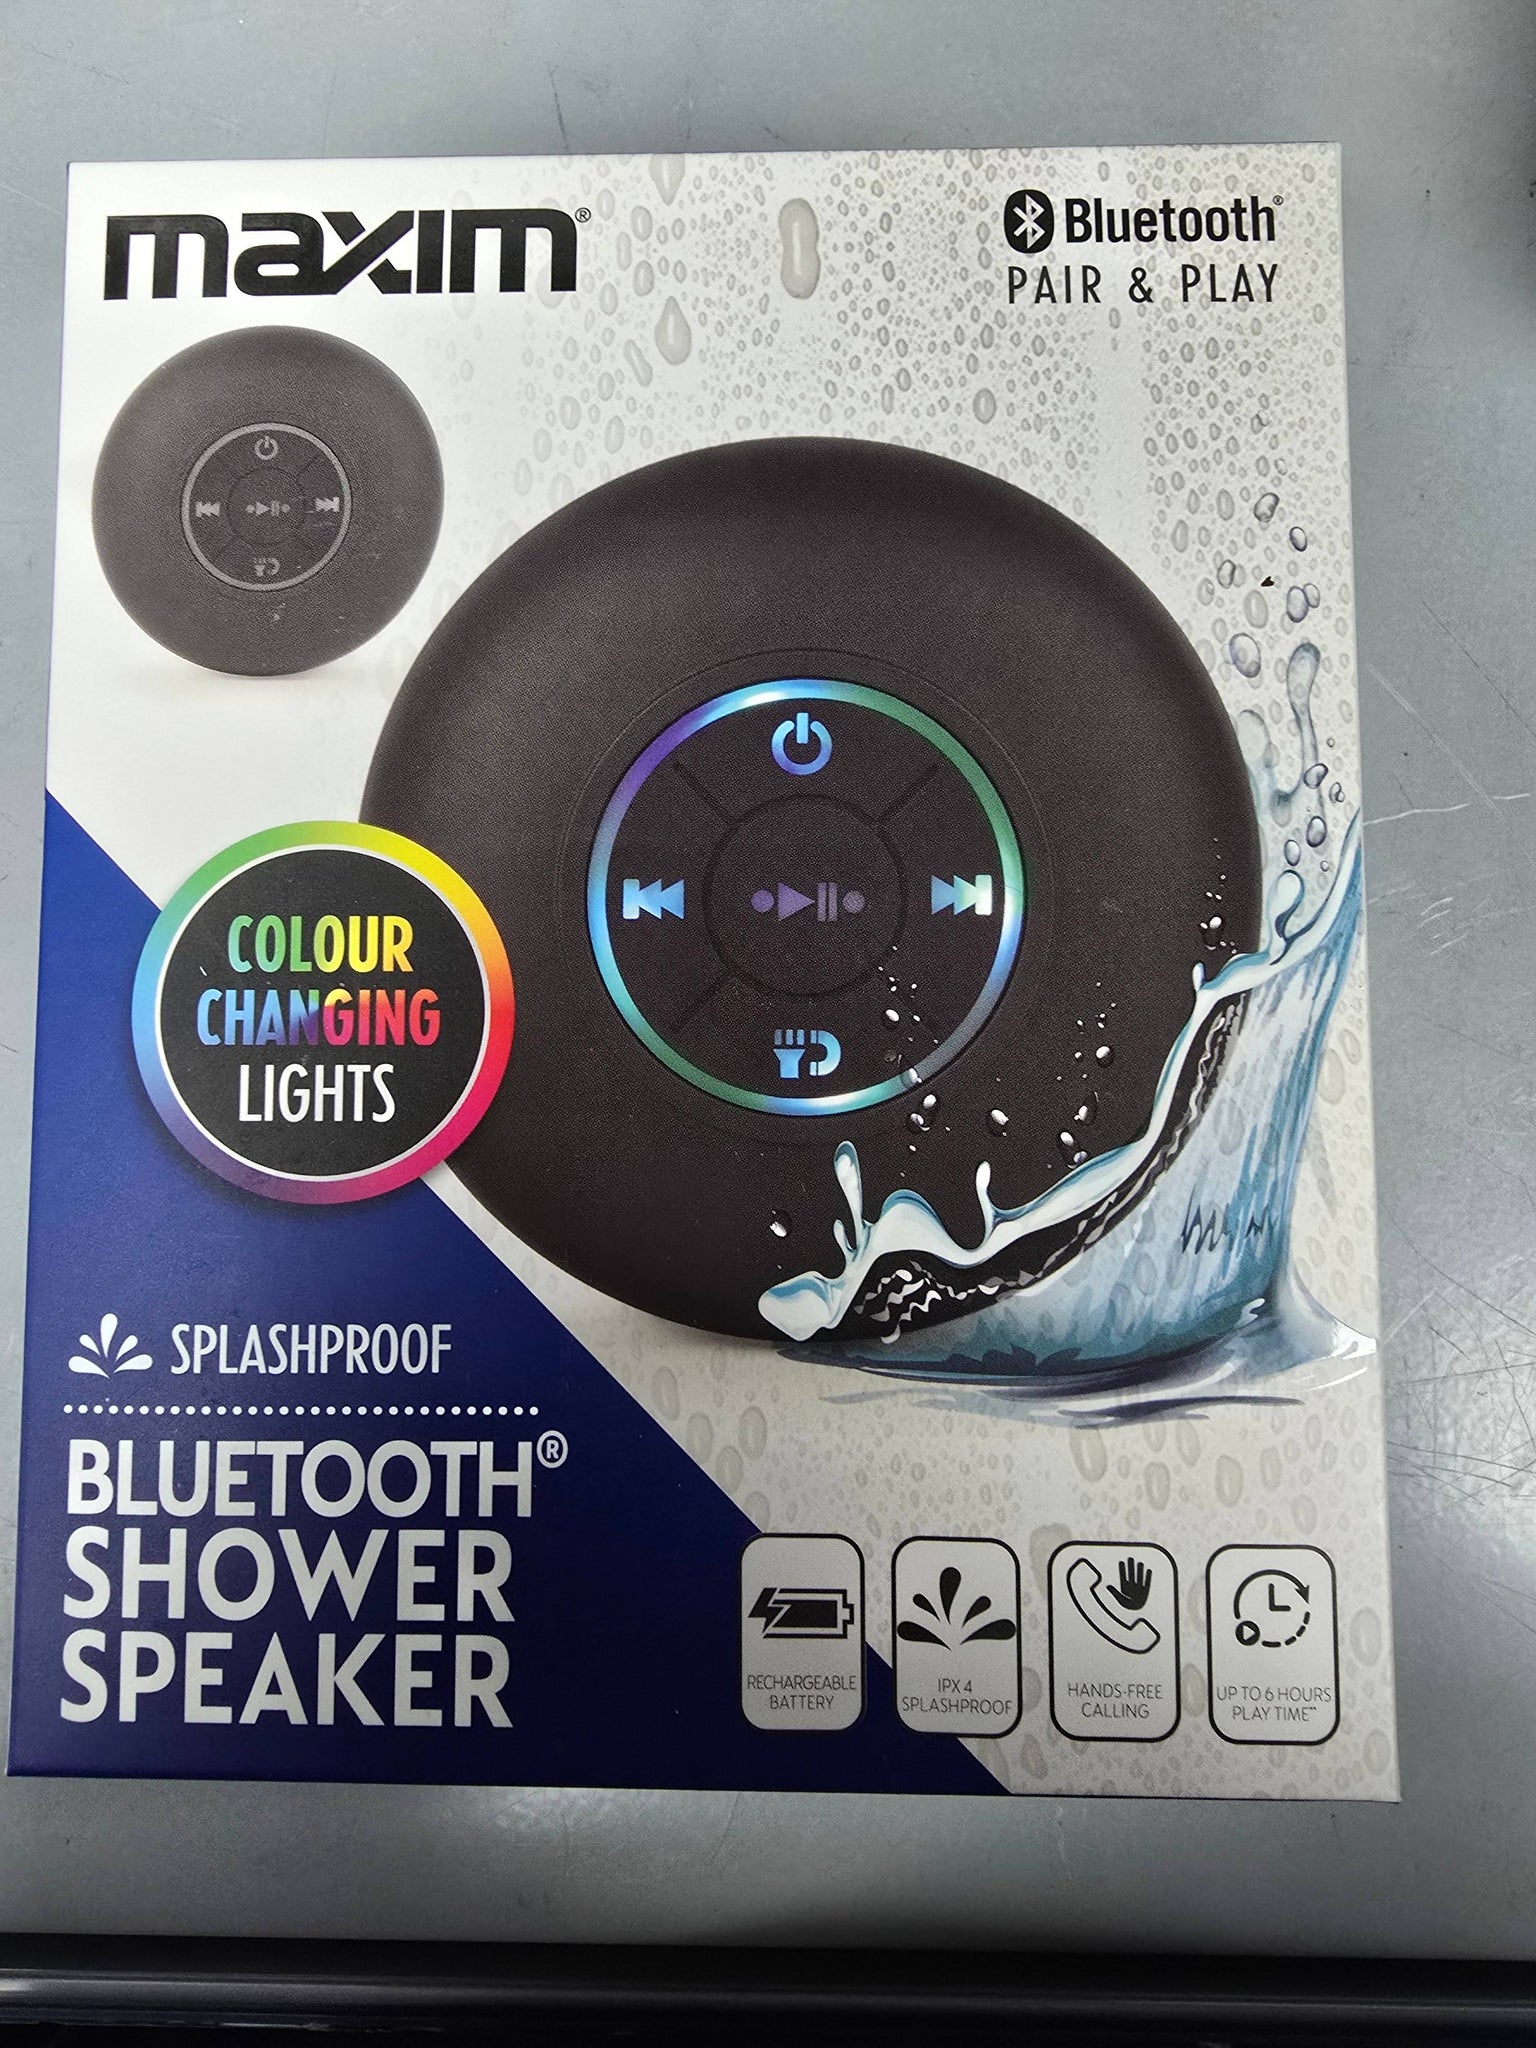 maxim®
Bluetooth®
PAIR & PLAY
COLOUR
CHANGING
LIGHTS
SPLASHPROOF
BLUETOOTH®
SHOWER
SPEAKER
RECHARGEABLE
BATTERY
IPX 4
SPLASHPROOF
HANDS-FREE
CALLING
UP TO 6 HOURS
PLAY TIME**